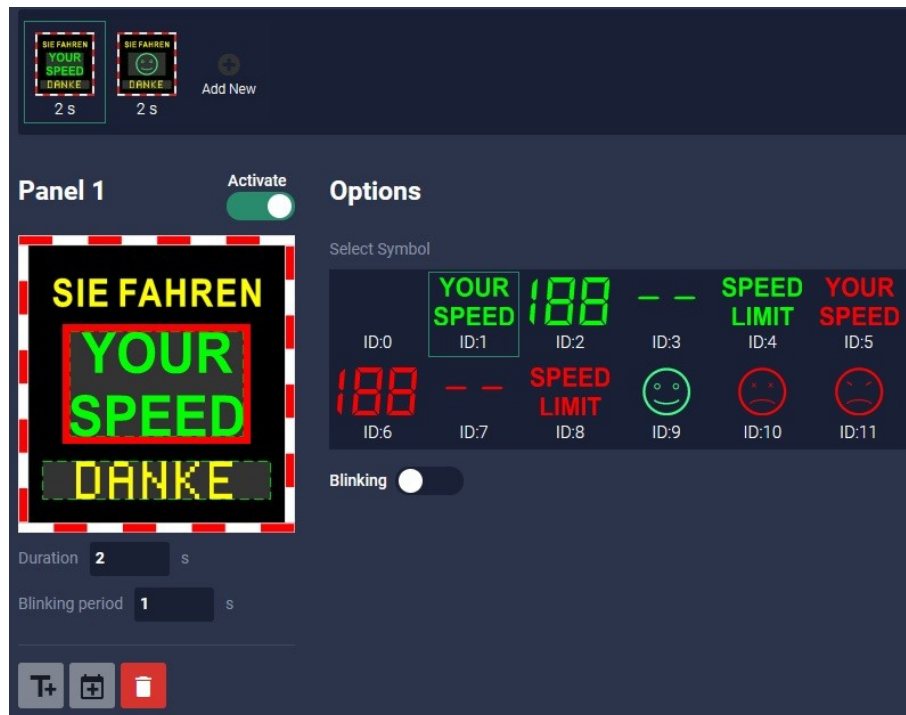 SIE FAHREN
YOUR
SPEED
DANKE
2 s
SIE FAHREN
DANKE
2 s
Add New
Panel 1
Activate
SIE FAHREN
YOUR
SPEED
DANKE
Duration 2 s
Blinking period 1 s
T+
Options
Select Symbol
ID:0
YOUR
SPEED
ID:1
188
ID:2
- -
ID:3
SPEED
LIMIT
ID:4
YOUR
SPEED
ID:5
188
ID:6
- -
ID:7
SPEED
LIMIT
ID:8
ID:9
ID:10
ID:11
Blinking